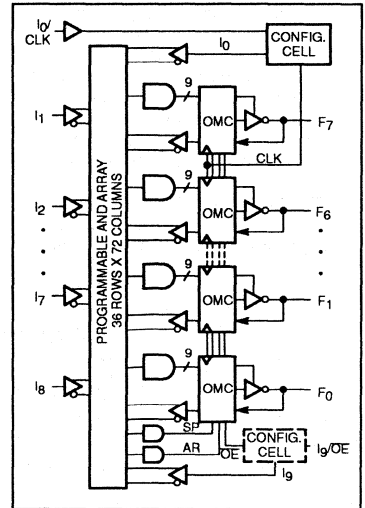 I0/
CLK
I0
CONFIG.
CELL
9
I1
OMC
F7
CLK
9
I2
OMC
F6
PROGRAMMABLE AND ARRAY
36 ROWS X 72 COLUMNS
9
I7
OMC
F1
9
I8
OMC
F0
SP
AR
OE
CONFIG.
CELL
I9/OE
I9